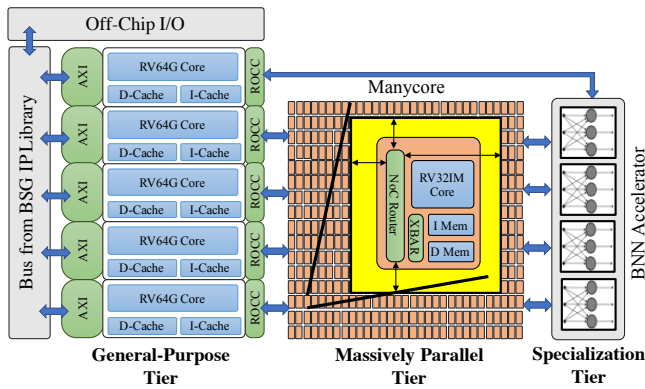 Off-Chip I/O
Bus from BSG IP Library
AXI
RV64G Core
D-Cache
I-Cache
ROCC
AXI
RV64G Core
D-Cache
I-Cache
ROCC
AXI
RV64G Core
D-Cache
I-Cache
ROCC
AXI
RV64G Core
D-Cache
I-Cache
ROCC
AXI
RV64G Core
D-Cache
I-Cache
ROCC
Manycore
NoC Router
RV32IM
Core
XBAR
I Mem
D Mem
BNN Accelerator
General-Purpose
Tier
Massively Parallel
Tier
Specialization
Tier